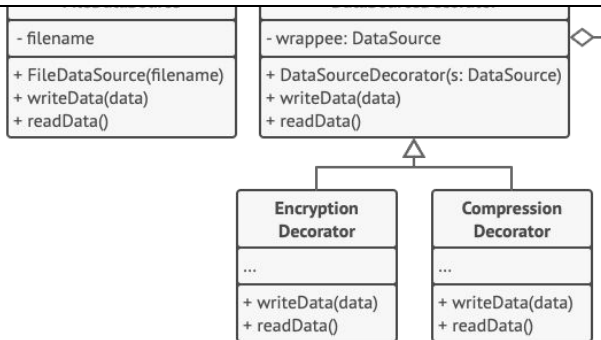 - filename
+ FileDataSource(filename)
+ writeData(data)
+ readData()
- wrappee: DataSource
+ DataSourceDecorator(s: DataSource)
+ writeData(data)
+ readData()
Encryption
Decorator
...
+ writeData(data)
+ readData()
Compression
Decorator
...
+ writeData(data)
+ readData()